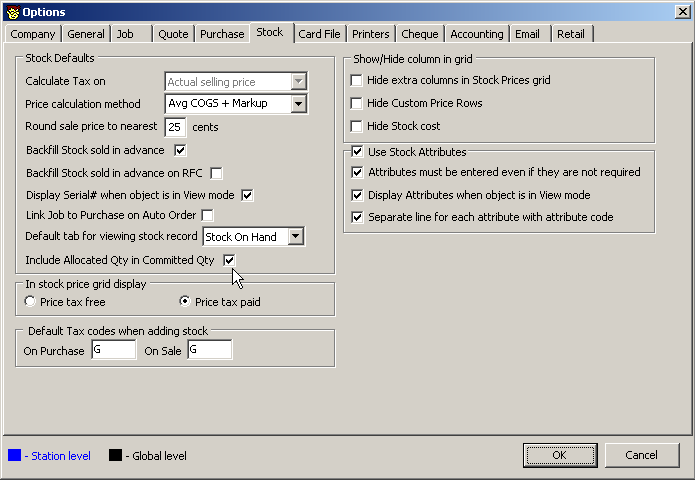 Options
Company General Job Quote Purchase Stock Card File Printers Cheque Accounting Email Retail
Stock Defaults
Calculate Tax on Actual selling price
Price calculation method Avg COGS + Markup
Round sale price to nearest 25 cents
Backfill Stock sold in advance
Backfill Stock sold in advance on RFC
Display Serial# when object is in View mode
Link Job to Purchase on Auto Order
Default tab for viewing stock record Stock On Hand
Include Allocated Qty in Committed Qty
In stock price grid display
Price tax free Price tax paid
Default Tax codes when adding stock
On Purchase G On Sale G
Show/Hide column in grid
Hide extra columns in Stock Prices grid
Hide Custom Price Rows
Hide Stock cost
Use Stock Attributes
Attributes must be entered even if they are not required
Display Attributes when object is in View mode
Separate line for each attribute with attribute code
- Station level - Global level
OK Cancel